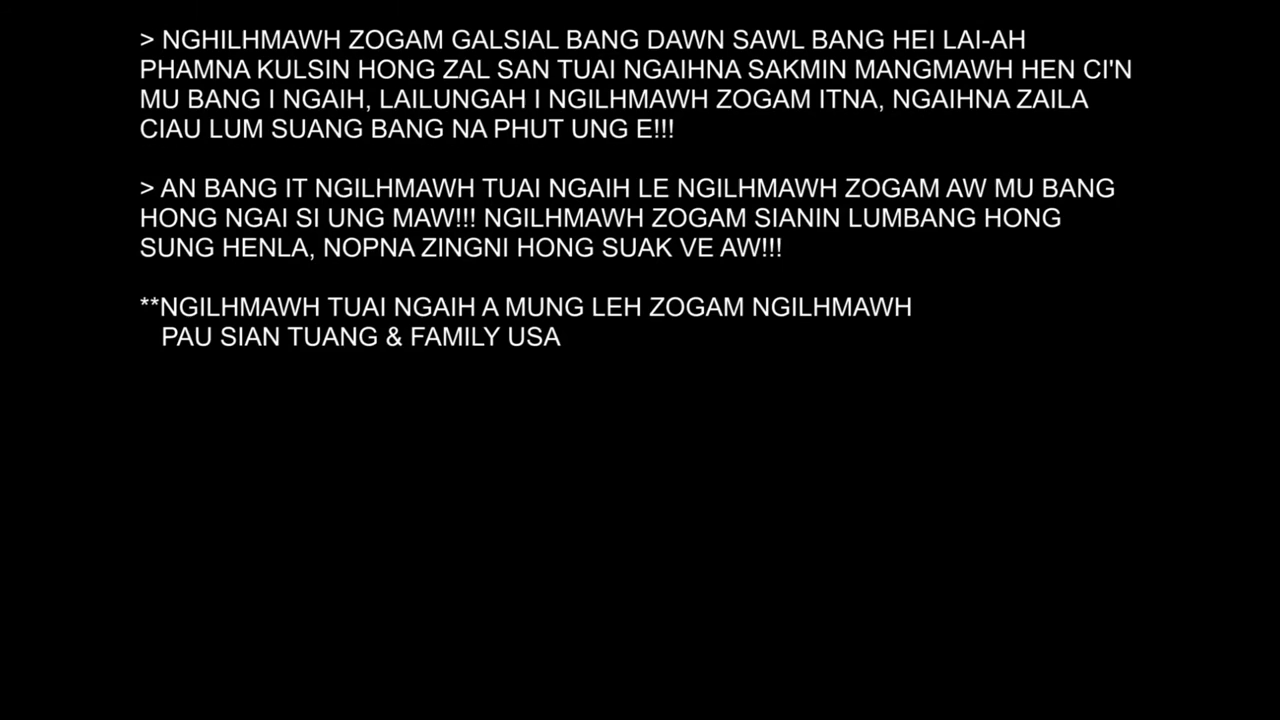 > NGHILHMAWH ZOGAM GALSIAL BANG DAWN SAWL BANG HEI LAI-AH
PHAMNA KULSIN HONG ZAL SAN TUAI NGAIHNA SAKMIN MANGMAWH HEN CI'N
MU BANG I NGAIH, LAILUNGAH I NGILHMAWH ZOGAM ITNA, NGAIHNA ZAILA
CIAU LUM SUANG BANG NA PHUT UNG E!!!
> AN BANG IT NGILHMAWH TUAI NGAIH LE NGILHMAWH ZOGAM AW MU BANG
HONG NGAI SI UNG MAW!!! NGILHMAWH ZOGAM SIANIN LUMBANG HONG
SUNG HENLA, NOPNA ZINGNI HONG SUAK VE AW!!!
**NGILHMAWH TUAI NGAIH A MUNG LEH ZOGAM NGILHMAWH
PAU SIAN TUANG & FAMILY USA